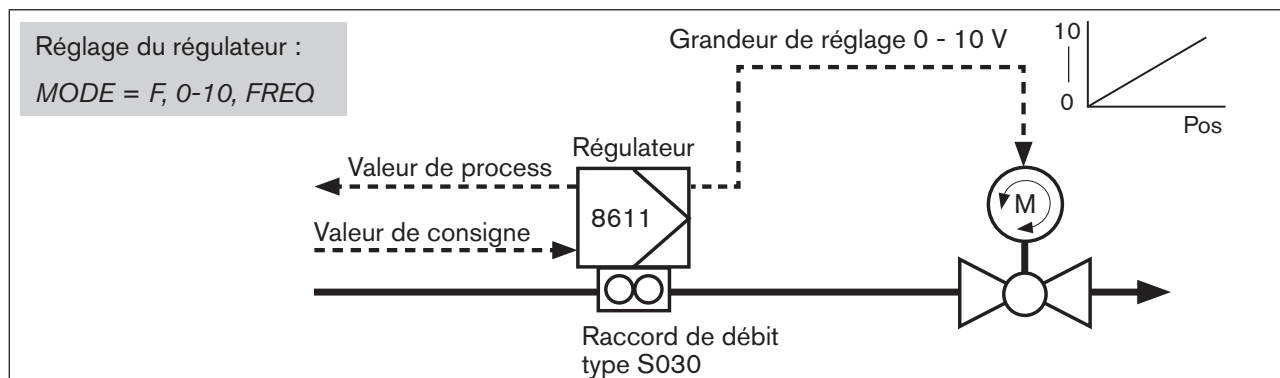 Réglage du régulateur :
MODE = F, 0-10, FREQ
Grandeur de réglage 0 - 10 V
10
0
Pos
Régulateur
Valeur de process
8611
M
Valeur de consigne
Raccord de débit
type S030